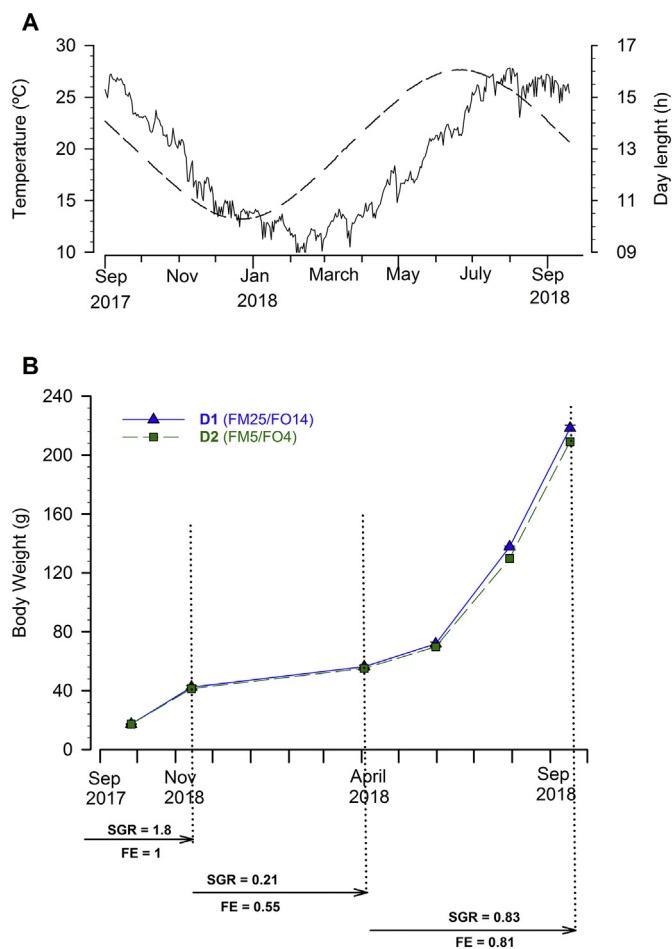 A
30
25
20
15
10
Temperature (ºC)
17
15
13
11
09
Day lenght (h)
Sep Nov Jan March May July Sep
2017 2018 2018
B
240
200
160
120
80
40
0
Body Weight (g)
D1 (FM25/FO14)
D2 (FM5/FO4)
Sep Nov April Sep
2017 2018 2018 2018
SGR = 1.8
FE = 1
SGR = 0.21
FE = 0.55
SGR = 0.83
FE = 0.81